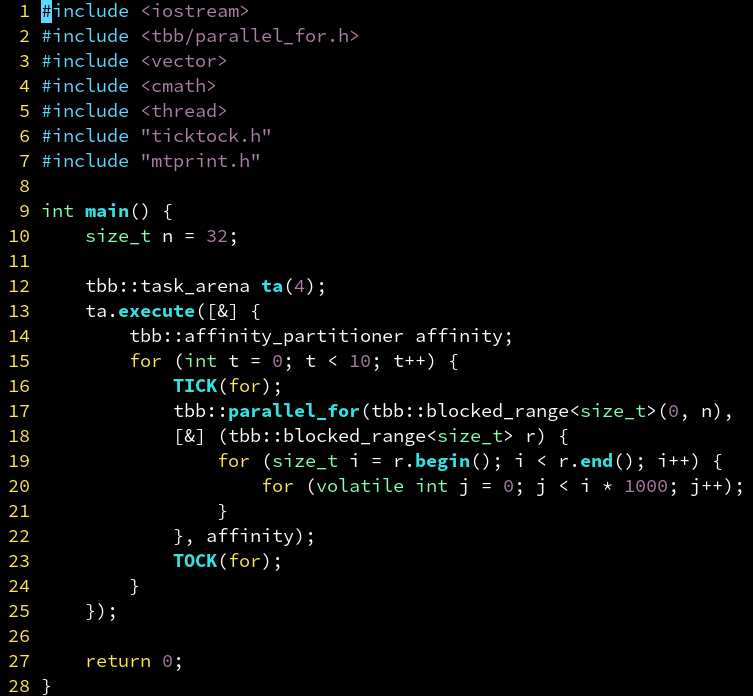 1 #include <iostream>
2 #include <tbb/parallel_for.h>
3 #include <vector>
4 #include <cmath>
5 #include <thread>
6 #include "ticktock.h"
7 #include "mtprint.h"
8
9 int main() {
10     size_t n = 32;
11
12     tbb::task_arena ta(4);
13     ta.execute([&] {
14         tbb::affinity_partitioner affinity;
15         for (int t = 0; t < 10; t++) {
16             TICK(for);
17             tbb::parallel_for(tbb::blocked_range<size_t>(0, n),
18             [&] (tbb::blocked_range<size_t> r) {
19                 for (size_t i = r.begin(); i < r.end(); i++) {
20                     for (volatile int j = 0; j < i * 1000; j++);
21                 }
22             }, affinity);
23             TOCK(for);
24         }
25     });
26
27     return 0;
28 }